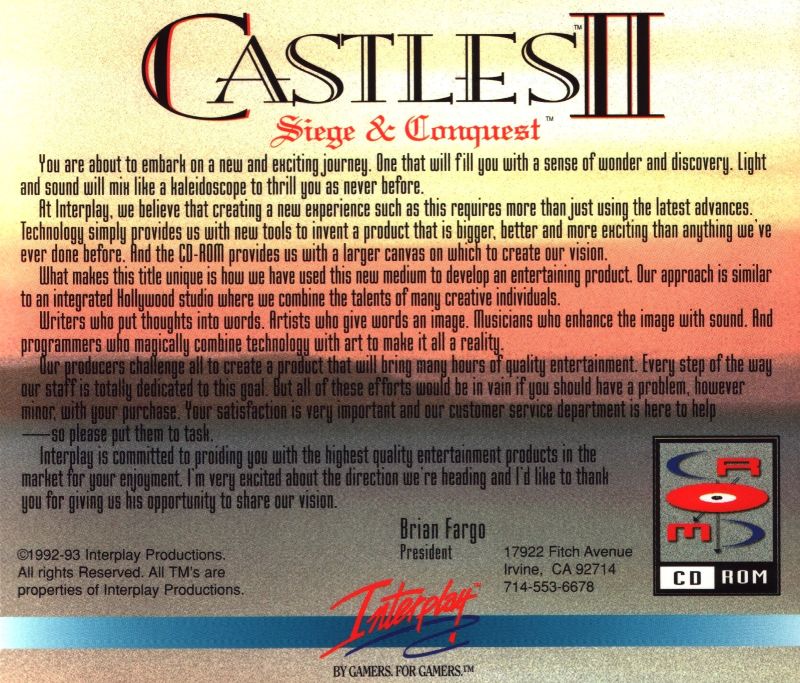 CASTLES II™
Siege & Conquest™
You are about to embark on a new and exciting journey. One that will fill you with a sense of wonder and discovery. Light
and sound will mix like a kaleidoscope to thrill you as never before.
At Interplay, we believe that creating a new experience such as this requires more than just using the latest advances.
Technology simply provides us with new tools to invent a product that is bigger, better and more exciting than anything we've
ever done before. And the CD-ROM provides us with a larger canvas on which to create our vision.
What makes this title unique is how we have used this new medium to develop an entertaining product. Our approach is similar
to an integrated Hollywood studio where we combine the talents of many creative individuals.
Writers who put thoughts into words. Artists who give words an image. Musicians who enhance the image with sound. And
programmers who magically combine technology with art to make it all a reality.
Our producers challenge all to create a product that will bring many hours of quality entertainment. Every step of the way
our staff is totally dedicated to this goal. But all of these efforts would be in vain if you should have a problem, however
minor, with your purchase. Your satisfaction is very important and our customer service department is here to help
—so please put them to task.
Interplay is committed to proiding you with the highest quality entertainment products in the
market for your enjoyment. I'm very excited about the direction we're heading and I'd like to thank
you for giving us his opportunity to share our vision.
Brian Fargo
President
©1992-93 Interplay Productions.
All rights Reserved. All TM's are
properties of Interplay Productions.
17922 Fitch Avenue
Irvine, CA 92714
714-553-6678
CD ROM
CD ROM
Interplay™
BY GAMERS. FOR GAMERS.™